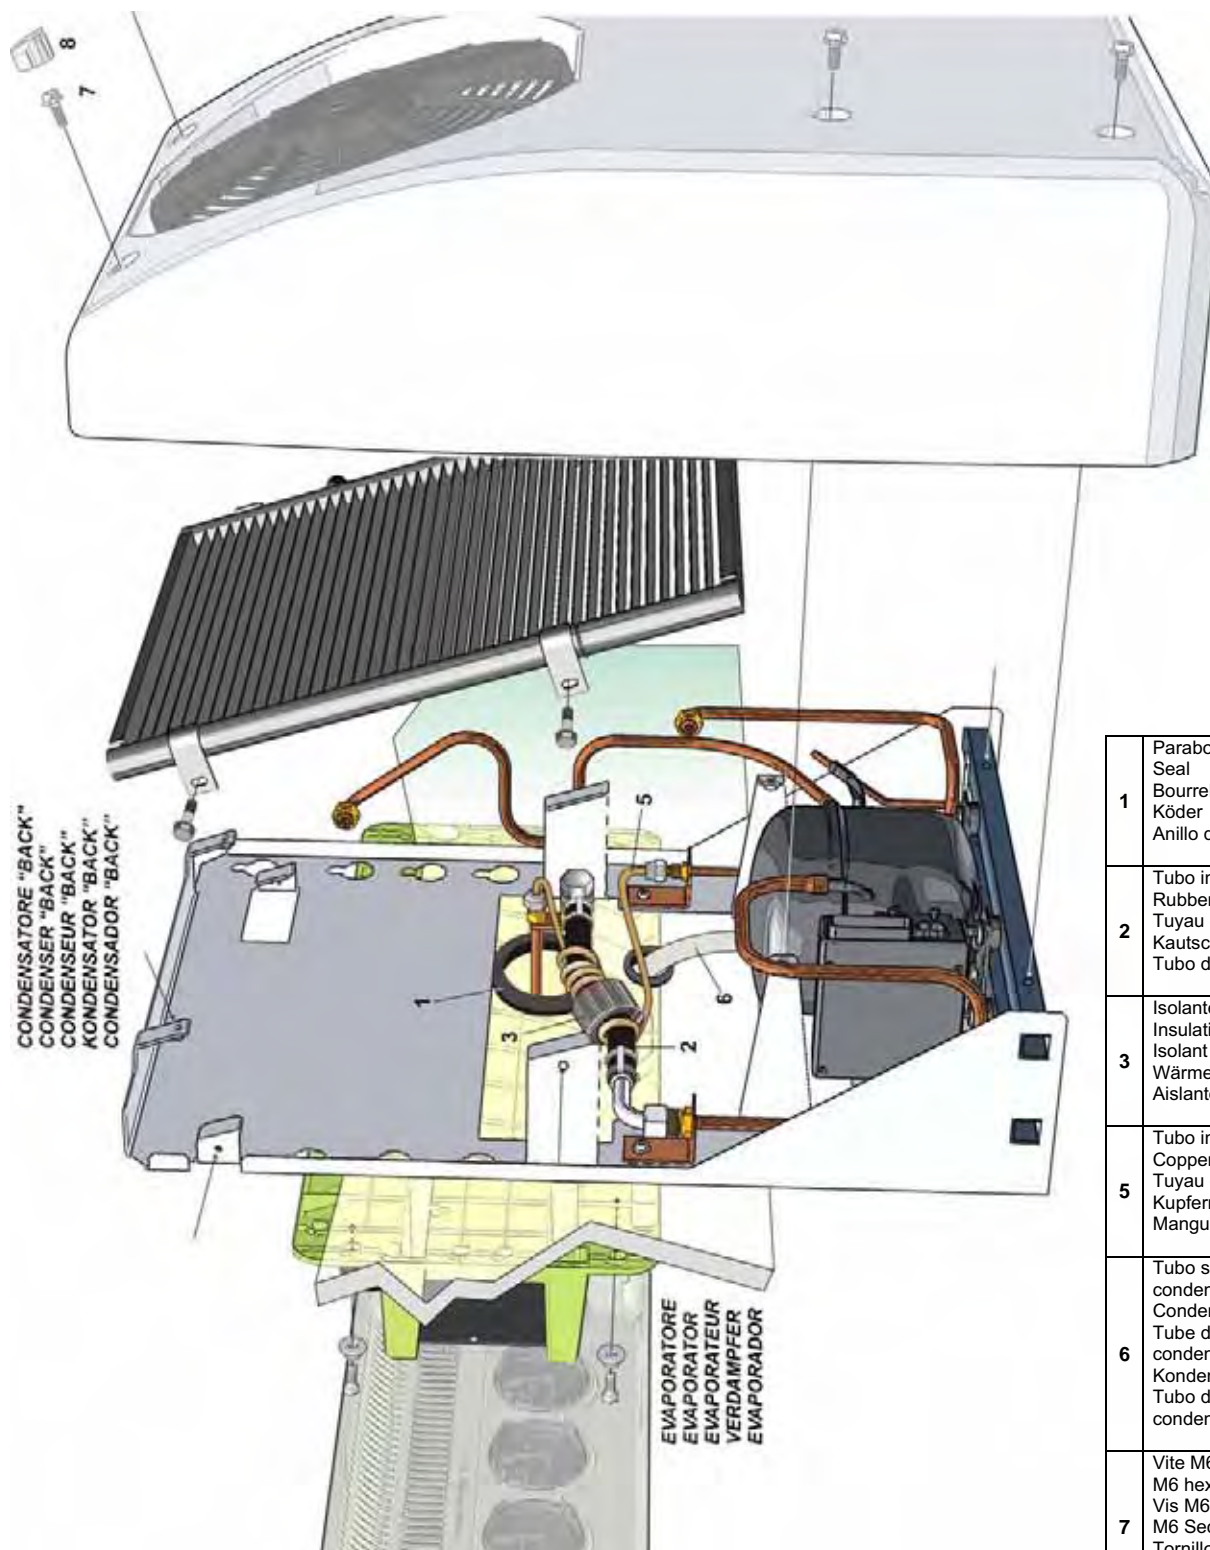 8
7
CONDENSATORE "BACK"
CONDENSER "BACK"
CONDENSEUR "BACK"
KONDENSATOR "BACK"
CONDENSADOR "BACK"
1
3
5
6
2
EVAPORATORE
EVAPORATOR
EVAPORATEUR
VERDAMPFER
EVAPORADOR
1
Parabo
Seal
Bourre
Köder
Anillo d
2
Tubo in
Rubber
Tuyau
Kautsc
Tubo d
3
Isolante
Insulati
Isolant
Wärme
Aislante
5
Tubo in
Copper
Tuyau
Kupferr
Mangu
6
Tubo s
conden
Conden
Tube d
conden
Konden
Tubo d
conden
7
Vite M6
M6 hex
Vis M6
M6 Sec
Tornillo